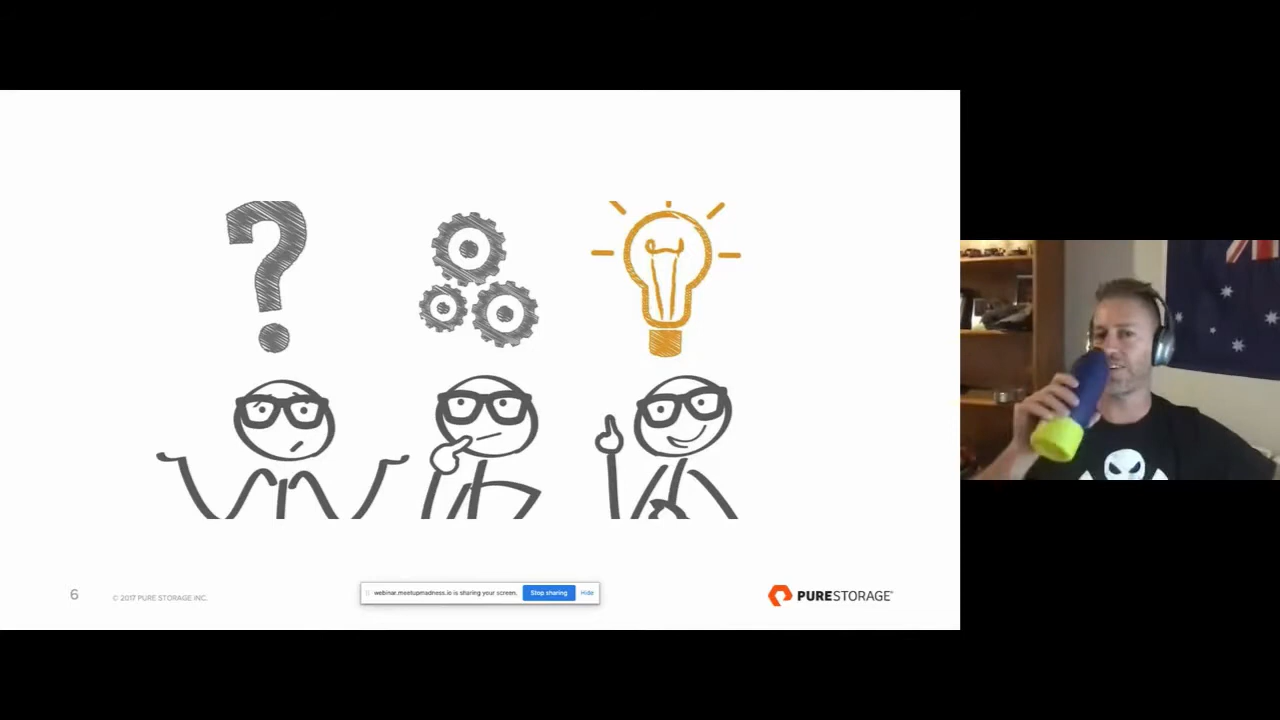 6
© 2017 PURE STORAGE INC.
webinar.meetupmadness.io is sharing your screen.
Stop sharing
Hide
PURESTORAGE